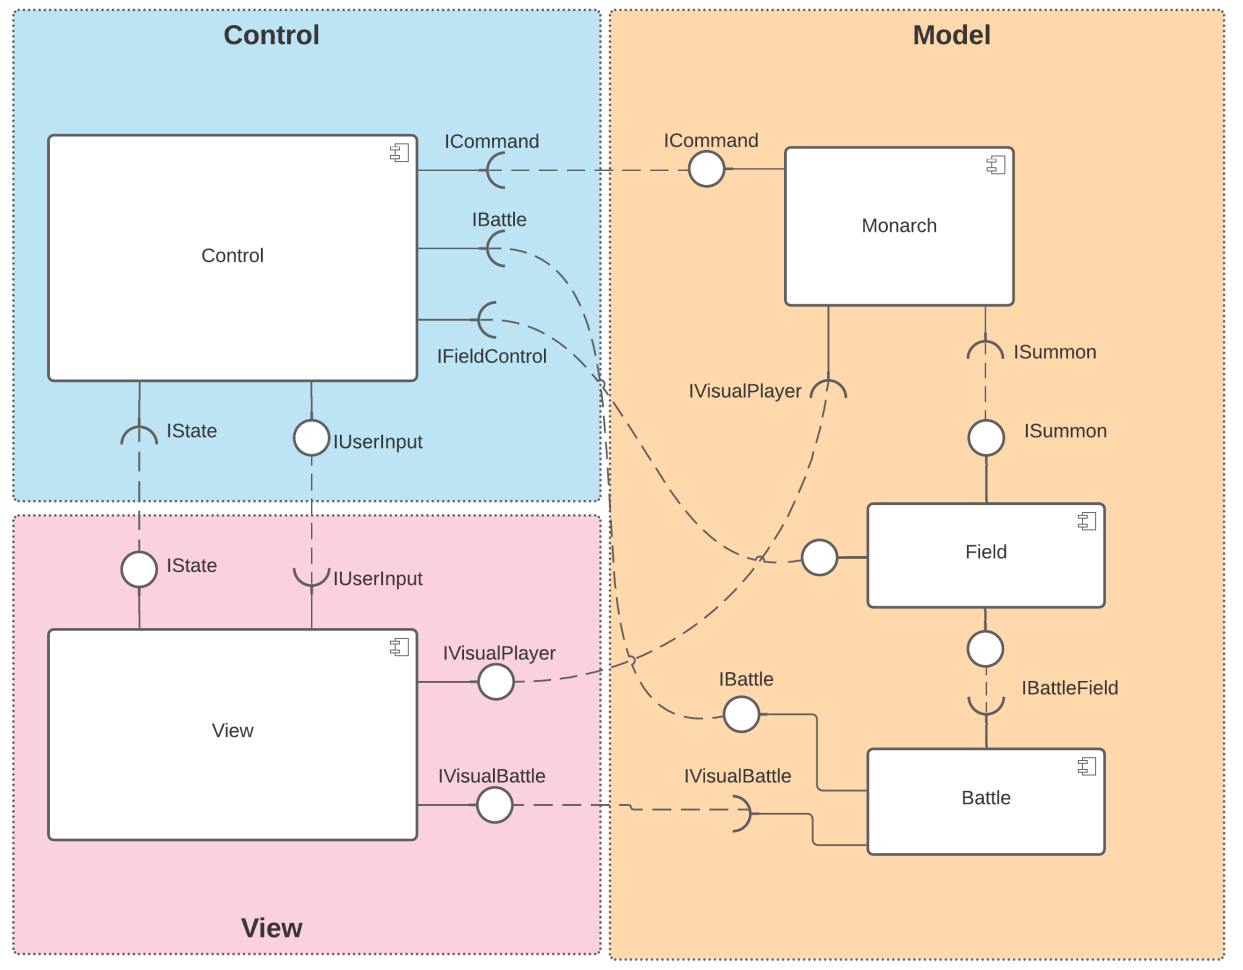 Control
Model
ICommand
ICommand
IBattle
IFieldControl
Control
Monarch
ISummon
IVisualPlayer
IState
IUserInput
ISummon
Field
IState
IUserInput
IVisualPlayer
IBattle
IBattleField
View
IVisualBattle
IVisualBattle
Battle
View